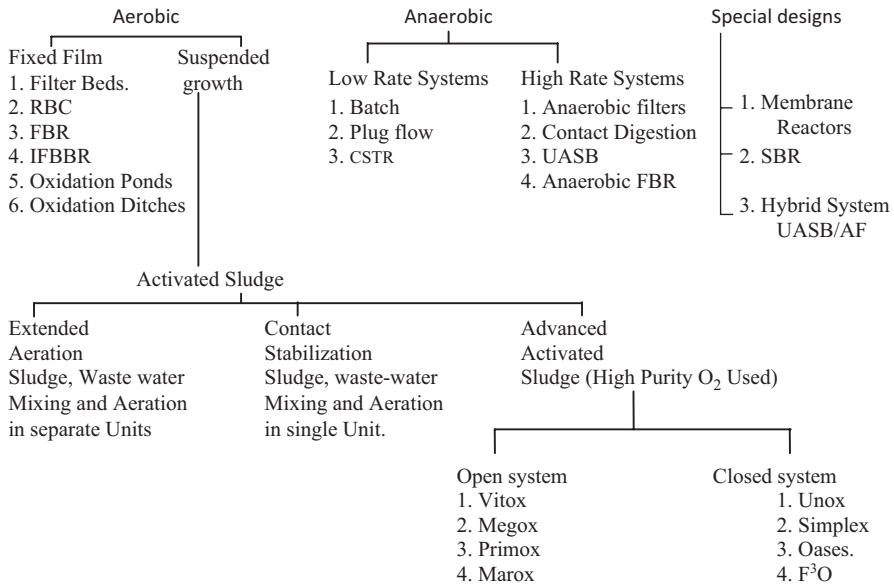 Aerobic
Anaerobic
Special designs
Fixed Film
1. Filter Beds.
2. RBC
3. FBR
4. IFBBR
5. Oxidation Ponds
6. Oxidation Ditches
Suspended
growth
Low Rate Systems
1. Batch
2. Plug flow
3. CSTR
High Rate Systems
1. Anaerobic filters
2. Contact Digestion
3. UASB
4. Anaerobic FBR
1. Membrane
Reactors
2. SBR
3. Hybrid System
UASB/AF
Activated Sludge
Extended
Aeration
Sludge, Waste water
Mixing and Aeration
in separate Units
Contact
Stabilization
Sludge, waste-water
Mixing and Aeration
in single Unit.
Advanced
Activated
Sludge (High Purity O₂ Used)
Open system
1. Vitox
2. Megox
3. Primox
4. Marox
Closed system
1. Unox
2. Simplex
3. Oases.
4. F³O